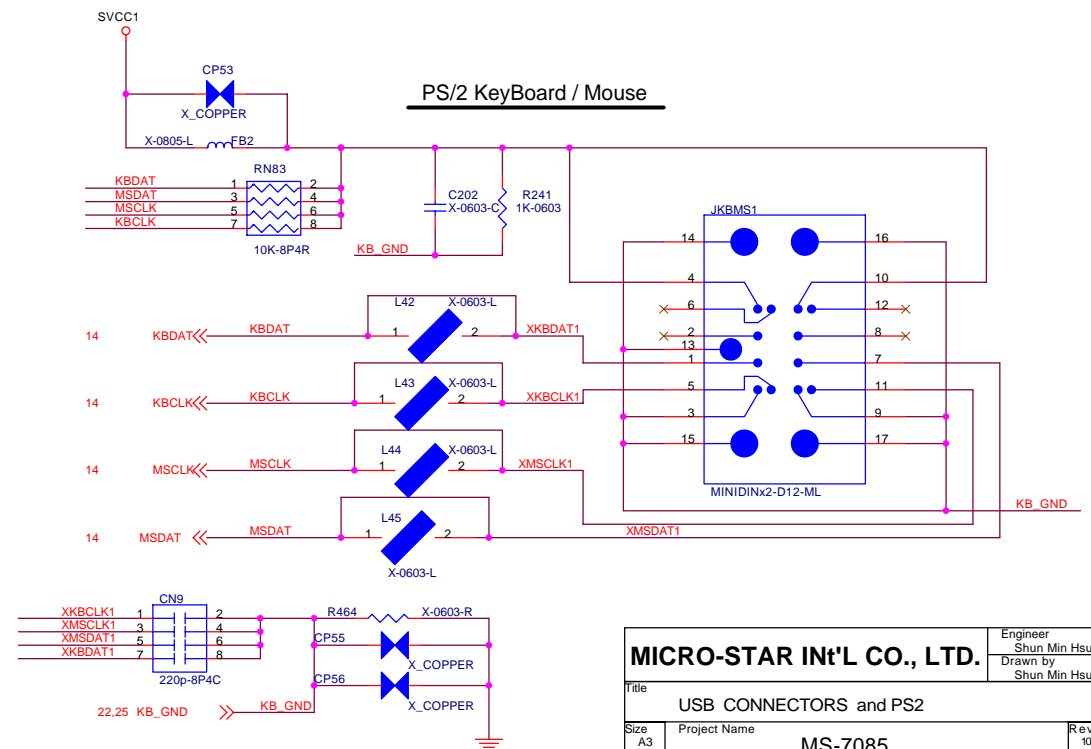 SVCC1
CP53
X_COPPER
PS/2 KeyBoard / Mouse
X-0805-L FB2
RN83
KBDAT 1 2
MSDAT 3 4
MSCLK 5 6
KBCLK 7 8
10K-8P4R
C202
X-0603-C
R241
1K-0603
KB_GND
JKBMS1
14 16
4 10
6 12
2 8
13
1 7
5 11
3 9
15 17
MINIDINx2-D12-ML
KB_GND
L42 X-0603-L
14 KBDAT KBDAT 1 2 XKBDAT1
L43 X-0603-L
14 KBCLK KBCLK 1 2 XKBCLK1
L44 X-0603-L
14 MSCLK MSCLK 1 2 XMSCLK1
L45
14 MSDAT MSDAT 1 2 XMSDAT1
X-0603-L
CN9
XKBCLK1 1 2
XMSCLK1 3 4
XMSDAT1 5 6
XKBDAT1 7 8
220p-8P4C
R464 X-0603-R
CP55
X_COPPER
CP56
X_COPPER
22,25 KB_GND KB_GND
MICRO-STAR INt'L CO., LTD.
Engineer
Shun Min Hsu
Drawn by
Shun Min Hsu
Title
USB CONNECTORS and PS2
Size
A3
Project Name
MS-7085
Rev
10